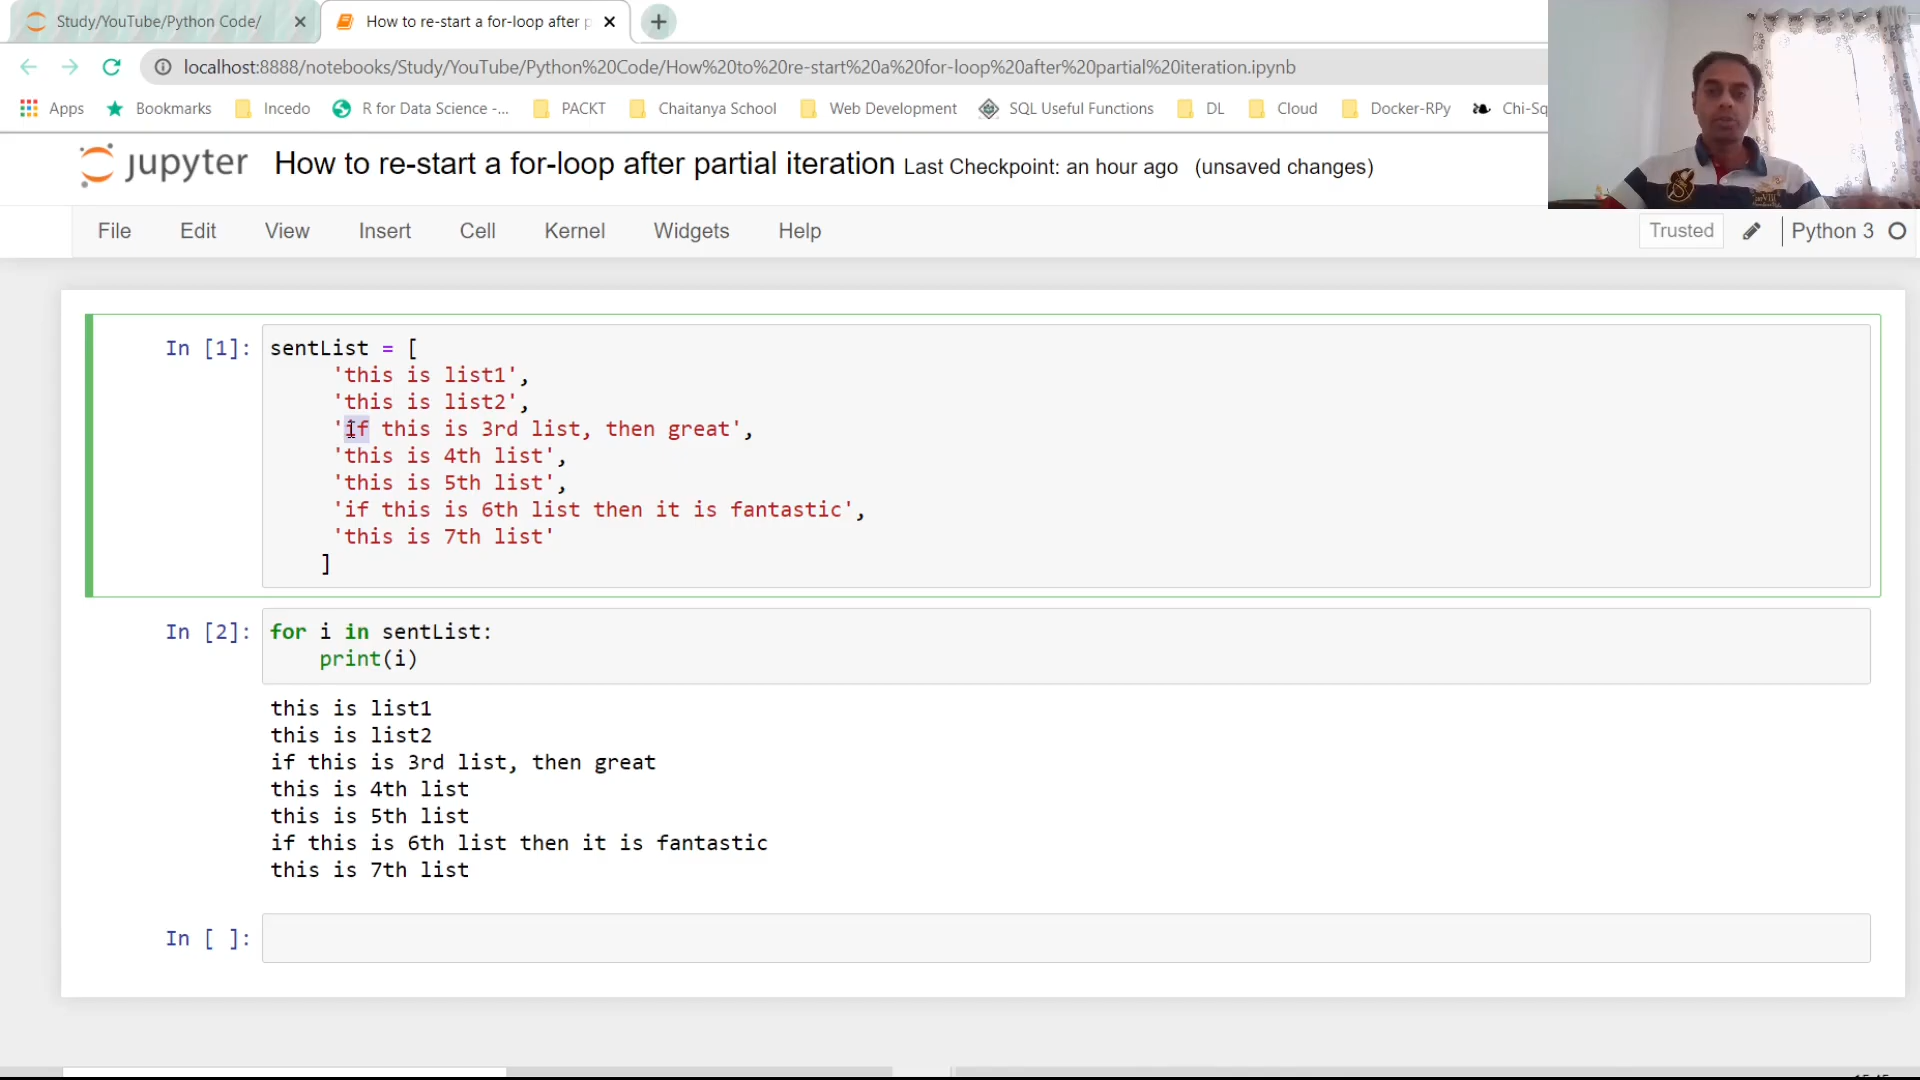 Study/YouTube/Python Code/
How to re-start a for-loop after p
localhost:8888/notebooks/Study/YouTube/Python%20Code/How%20to%20re-start%20a%20for-loop%20after%20partial%20iteration.ipynb
Apps Bookmarks Incedo R for Data Science -... PACKT Chaitanya School Web Development SQL Useful Functions DL Cloud Docker-RPy Chi-Sq
jupyter How to re-start a for-loop after partial iteration Last Checkpoint: an hour ago (unsaved changes)
File Edit View Insert Cell Kernel Widgets Help Trusted Python 3
In [1]: sentList = [
'this is list1',
'this is list2',
'if this is 3rd list, then great',
'this is 4th list',
'this is 5th list',
'if this is 6th list then it is fantastic',
'this is 7th list'
]
In [2]: for i in sentList:
print(i)
this is list1
this is list2
if this is 3rd list, then great
this is 4th list
this is 5th list
if this is 6th list then it is fantastic
this is 7th list
In [ ]: